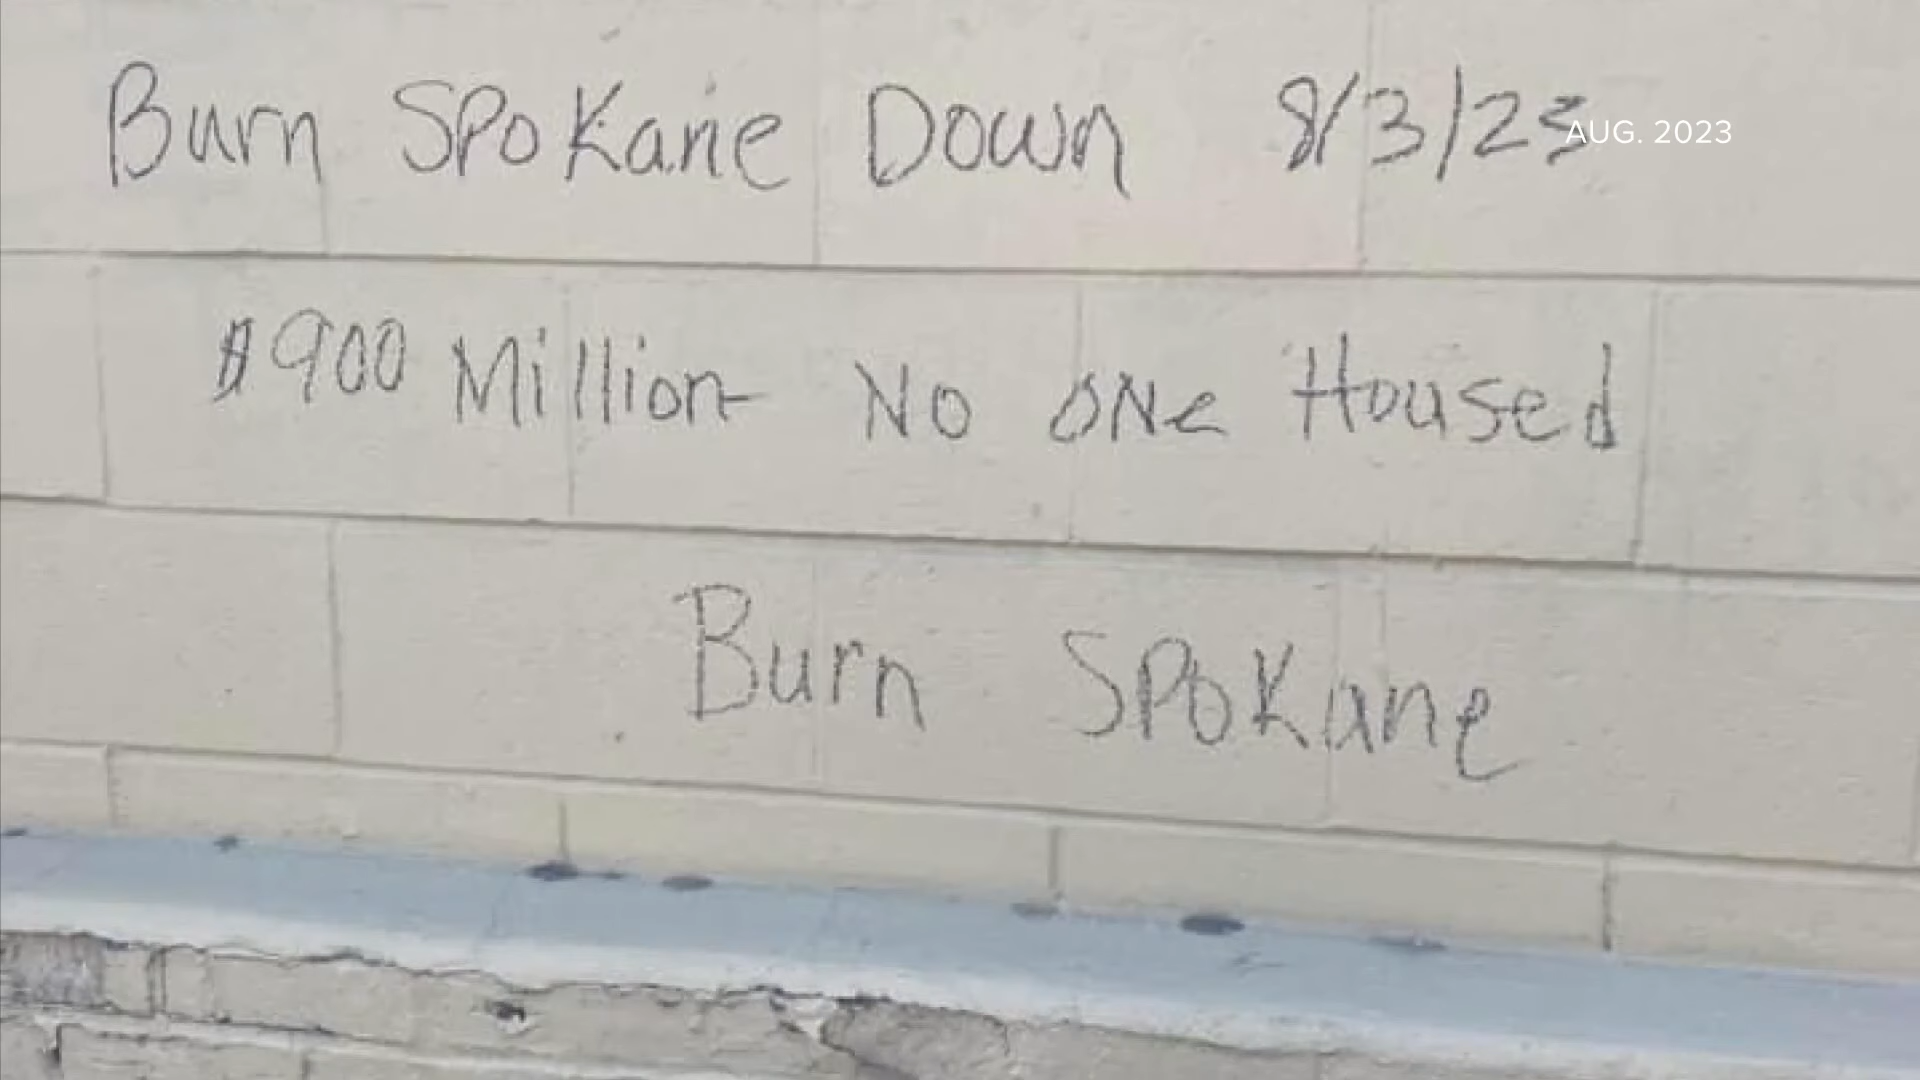 Burn SPoKane Down 8/3/23
AUG. 2023
$900 Million No one Housed
Burn SPoKane